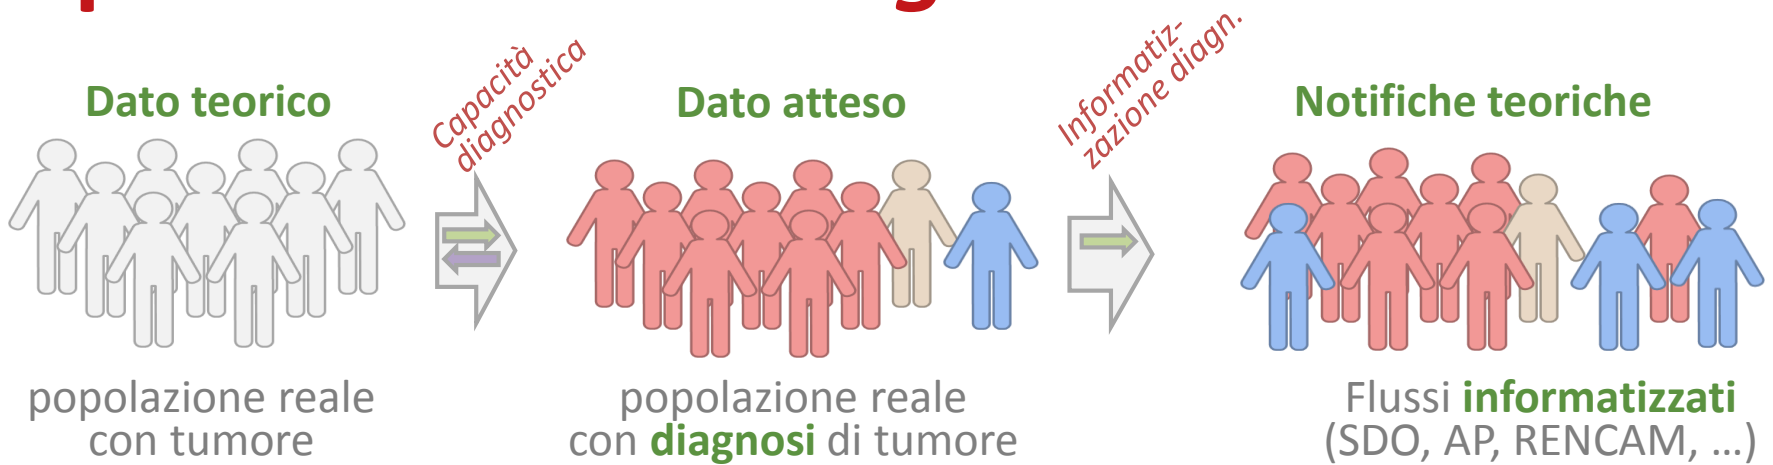 Dato teorico
Capacità
diagnostica
Dato atteso
Informatiz-
zazione diagn.
Notifiche teoriche
popolazione reale
con tumore
popolazione reale
con diagnosi di tumore
Flussi informatizzati
(SDO, AP, RENCAM, ...)